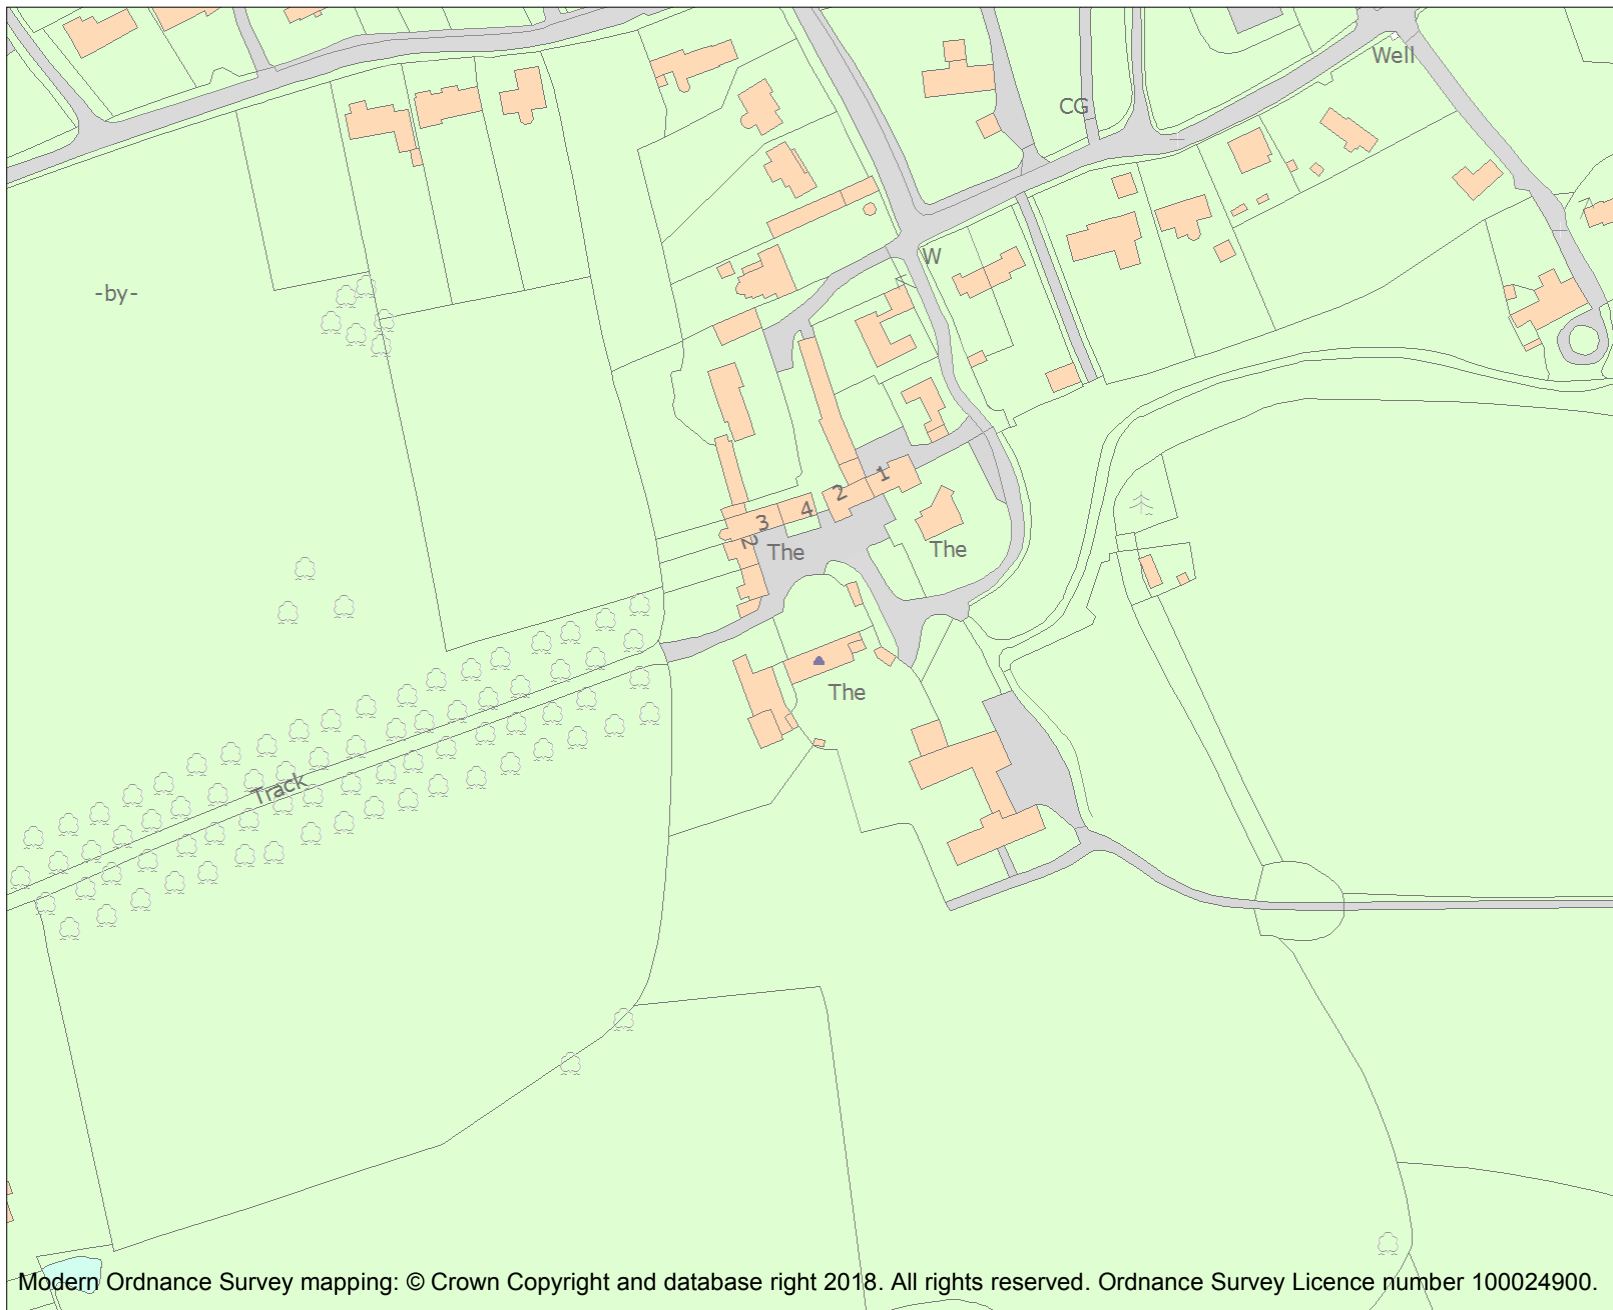 Well
CG
W
-by-
1
2
4
3
2
The
The
The
Track
Modern Ordnance Survey mapping: © Crown Copyright and database right 2018. All rights reserved. Ordnance Survey Licence number 100024900.